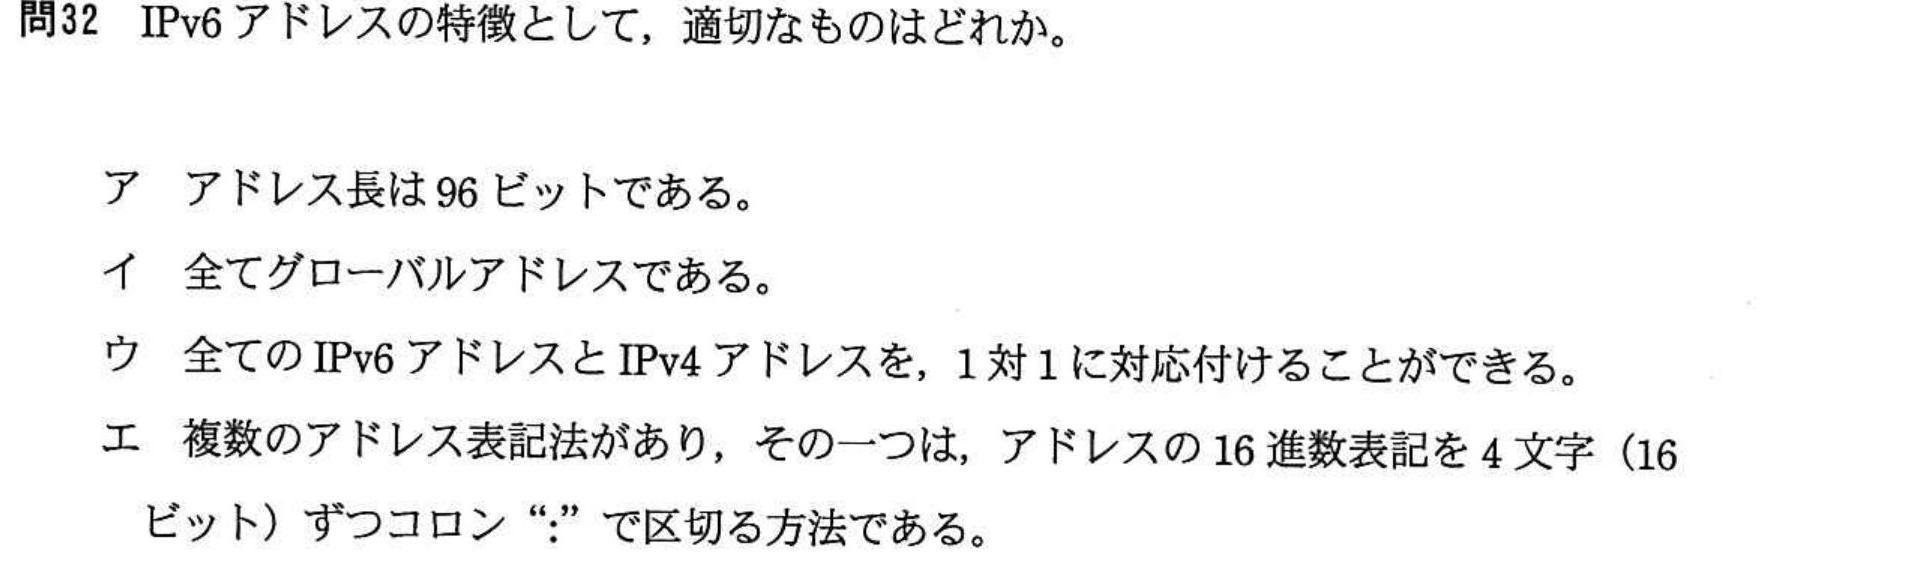 問32　IPv6 アドレスの特徴として，適切なものはどれか。
ア　アドレス長は 96 ビットである。
イ　全てグローバルアドレスである。
ウ　全ての IPv6 アドレスと IPv4 アドレスを，1 対 1 に対応付けることができる。
エ　複数のアドレス表記法があり，その一つは，アドレスの 16 進数表記を 4 文字（16
ビット）ずつコロン “:” で区切る方法である。